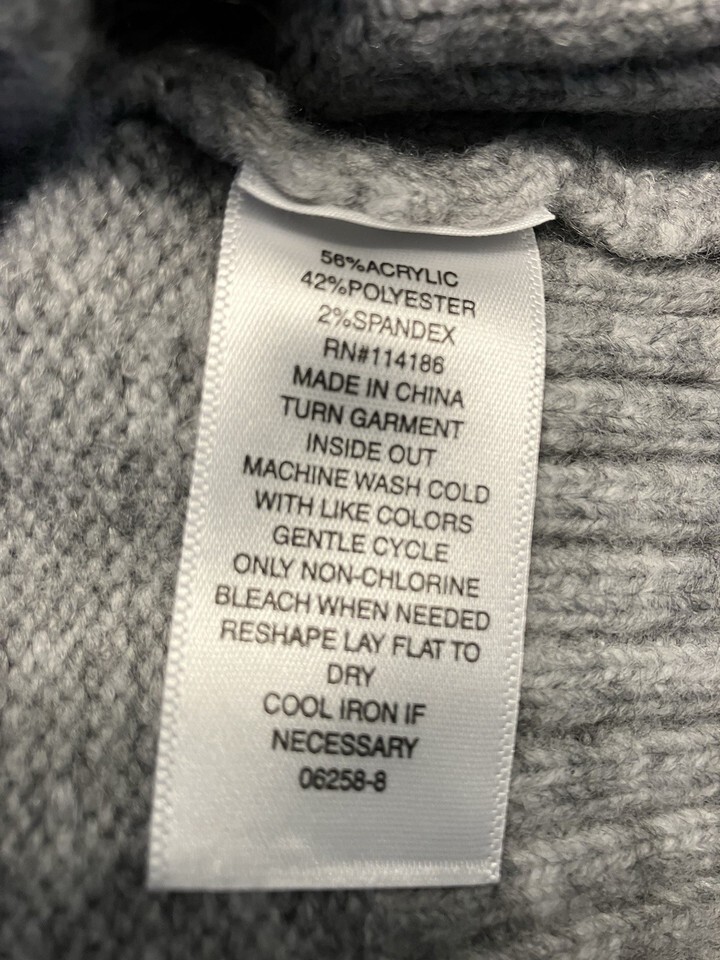 56%ACRYLIC
42%POLYESTER
2%SPANDEX
RN#114186
MADE IN CHINA
TURN GARMENT
INSIDE OUT
MACHINE WASH COLD
WITH LIKE COLORS
GENTLE CYCLE
ONLY NON-CHLORINE
BLEACH WHEN NEEDED
RESHAPE LAY FLAT TO
DRY
COOL IRON IF
NECESSARY
06258-8